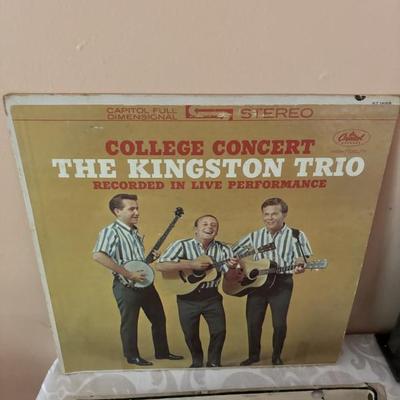 CAPITOL FULL
DIMENSIONAL
STEREO
COLLEGE CONCERT
THE KINGSTON TRIO
RECORDED IN LIVE PERFORMANCE
Capitol